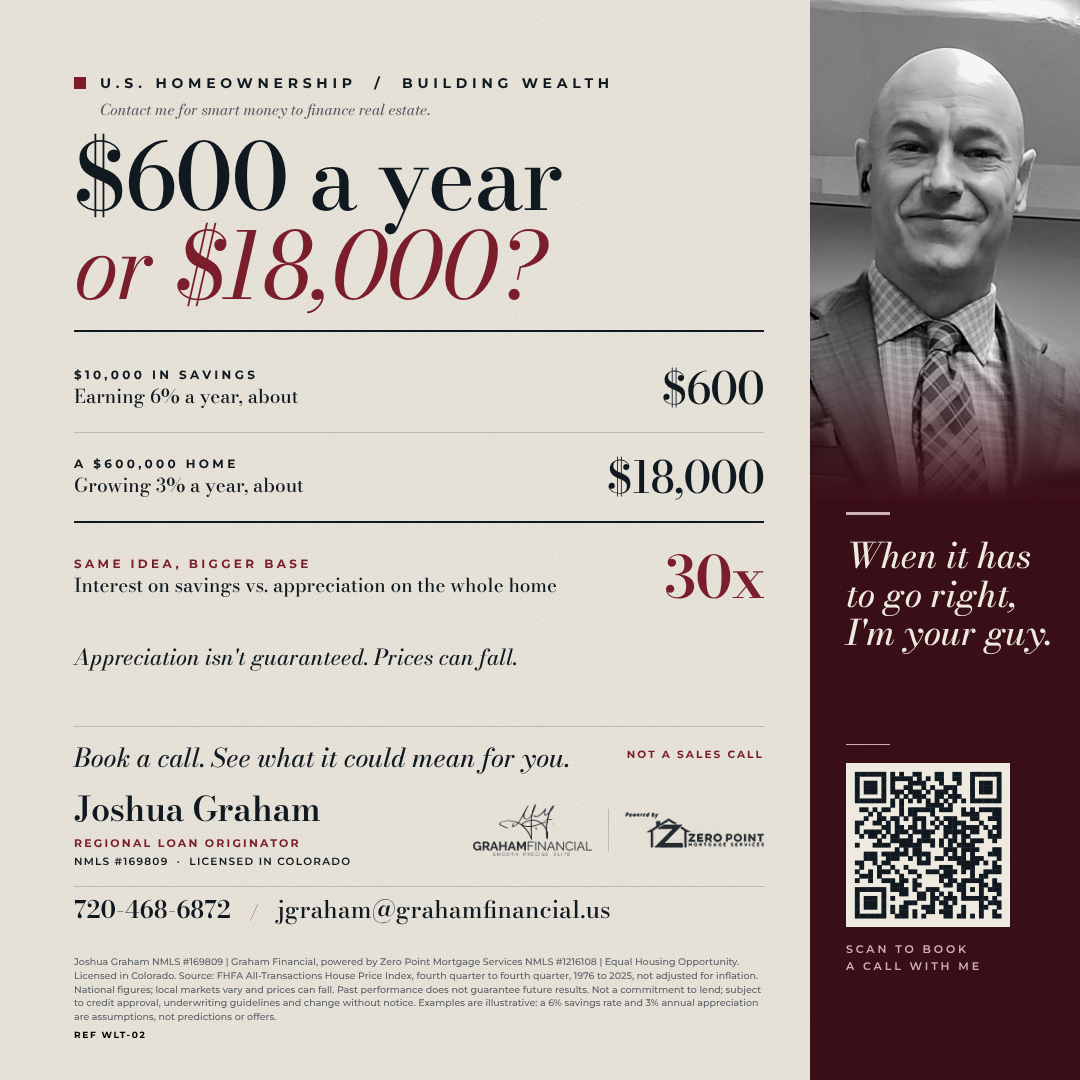 U.S. HOMEOWNERSHIP / BUILDING WEALTH
Contact me for smart money to finance real estate.
$600 a year
or $18,000?
$10,000 IN SAVINGS
Earning 6% a year, about
$600
A $600,000 HOME
Growing 3% a year, about
$18,000
SAME IDEA, BIGGER BASE
Interest on savings vs. appreciation on the whole home
30x
Appreciation isn't guaranteed. Prices can fall.
Book a call. See what it could mean for you.
NOT A SALES CALL
Joshua Graham
REGIONAL LOAN ORIGINATOR
NMLS #169809 · LICENSED IN COLORADO
GRAHAMFINANCIAL
SMOOTH. PRECISE. ELITE.
Powered by
ZERO POINT
MORTGAGE SERVICES
720-468-6872 / jgraham@grahamfinancial.us
Joshua Graham NMLS #169809 | Graham Financial, powered by Zero Point Mortgage Services NMLS #1216108 | Equal Housing Opportunity.
Licensed in Colorado. Source: FHFA All-Transactions House Price Index, fourth quarter to fourth quarter, 1976 to 2025, not adjusted for inflation.
National figures; local markets vary and prices can fall. Past performance does not guarantee future results. Not a commitment to lend; subject
to credit approval, underwriting guidelines and change without notice. Examples are illustrative: a 6% savings rate and 3% annual appreciation
are assumptions, not predictions or offers.
REF WLT-02
When it has
to go right,
I'm your guy.
SCAN TO BOOK
A CALL WITH ME